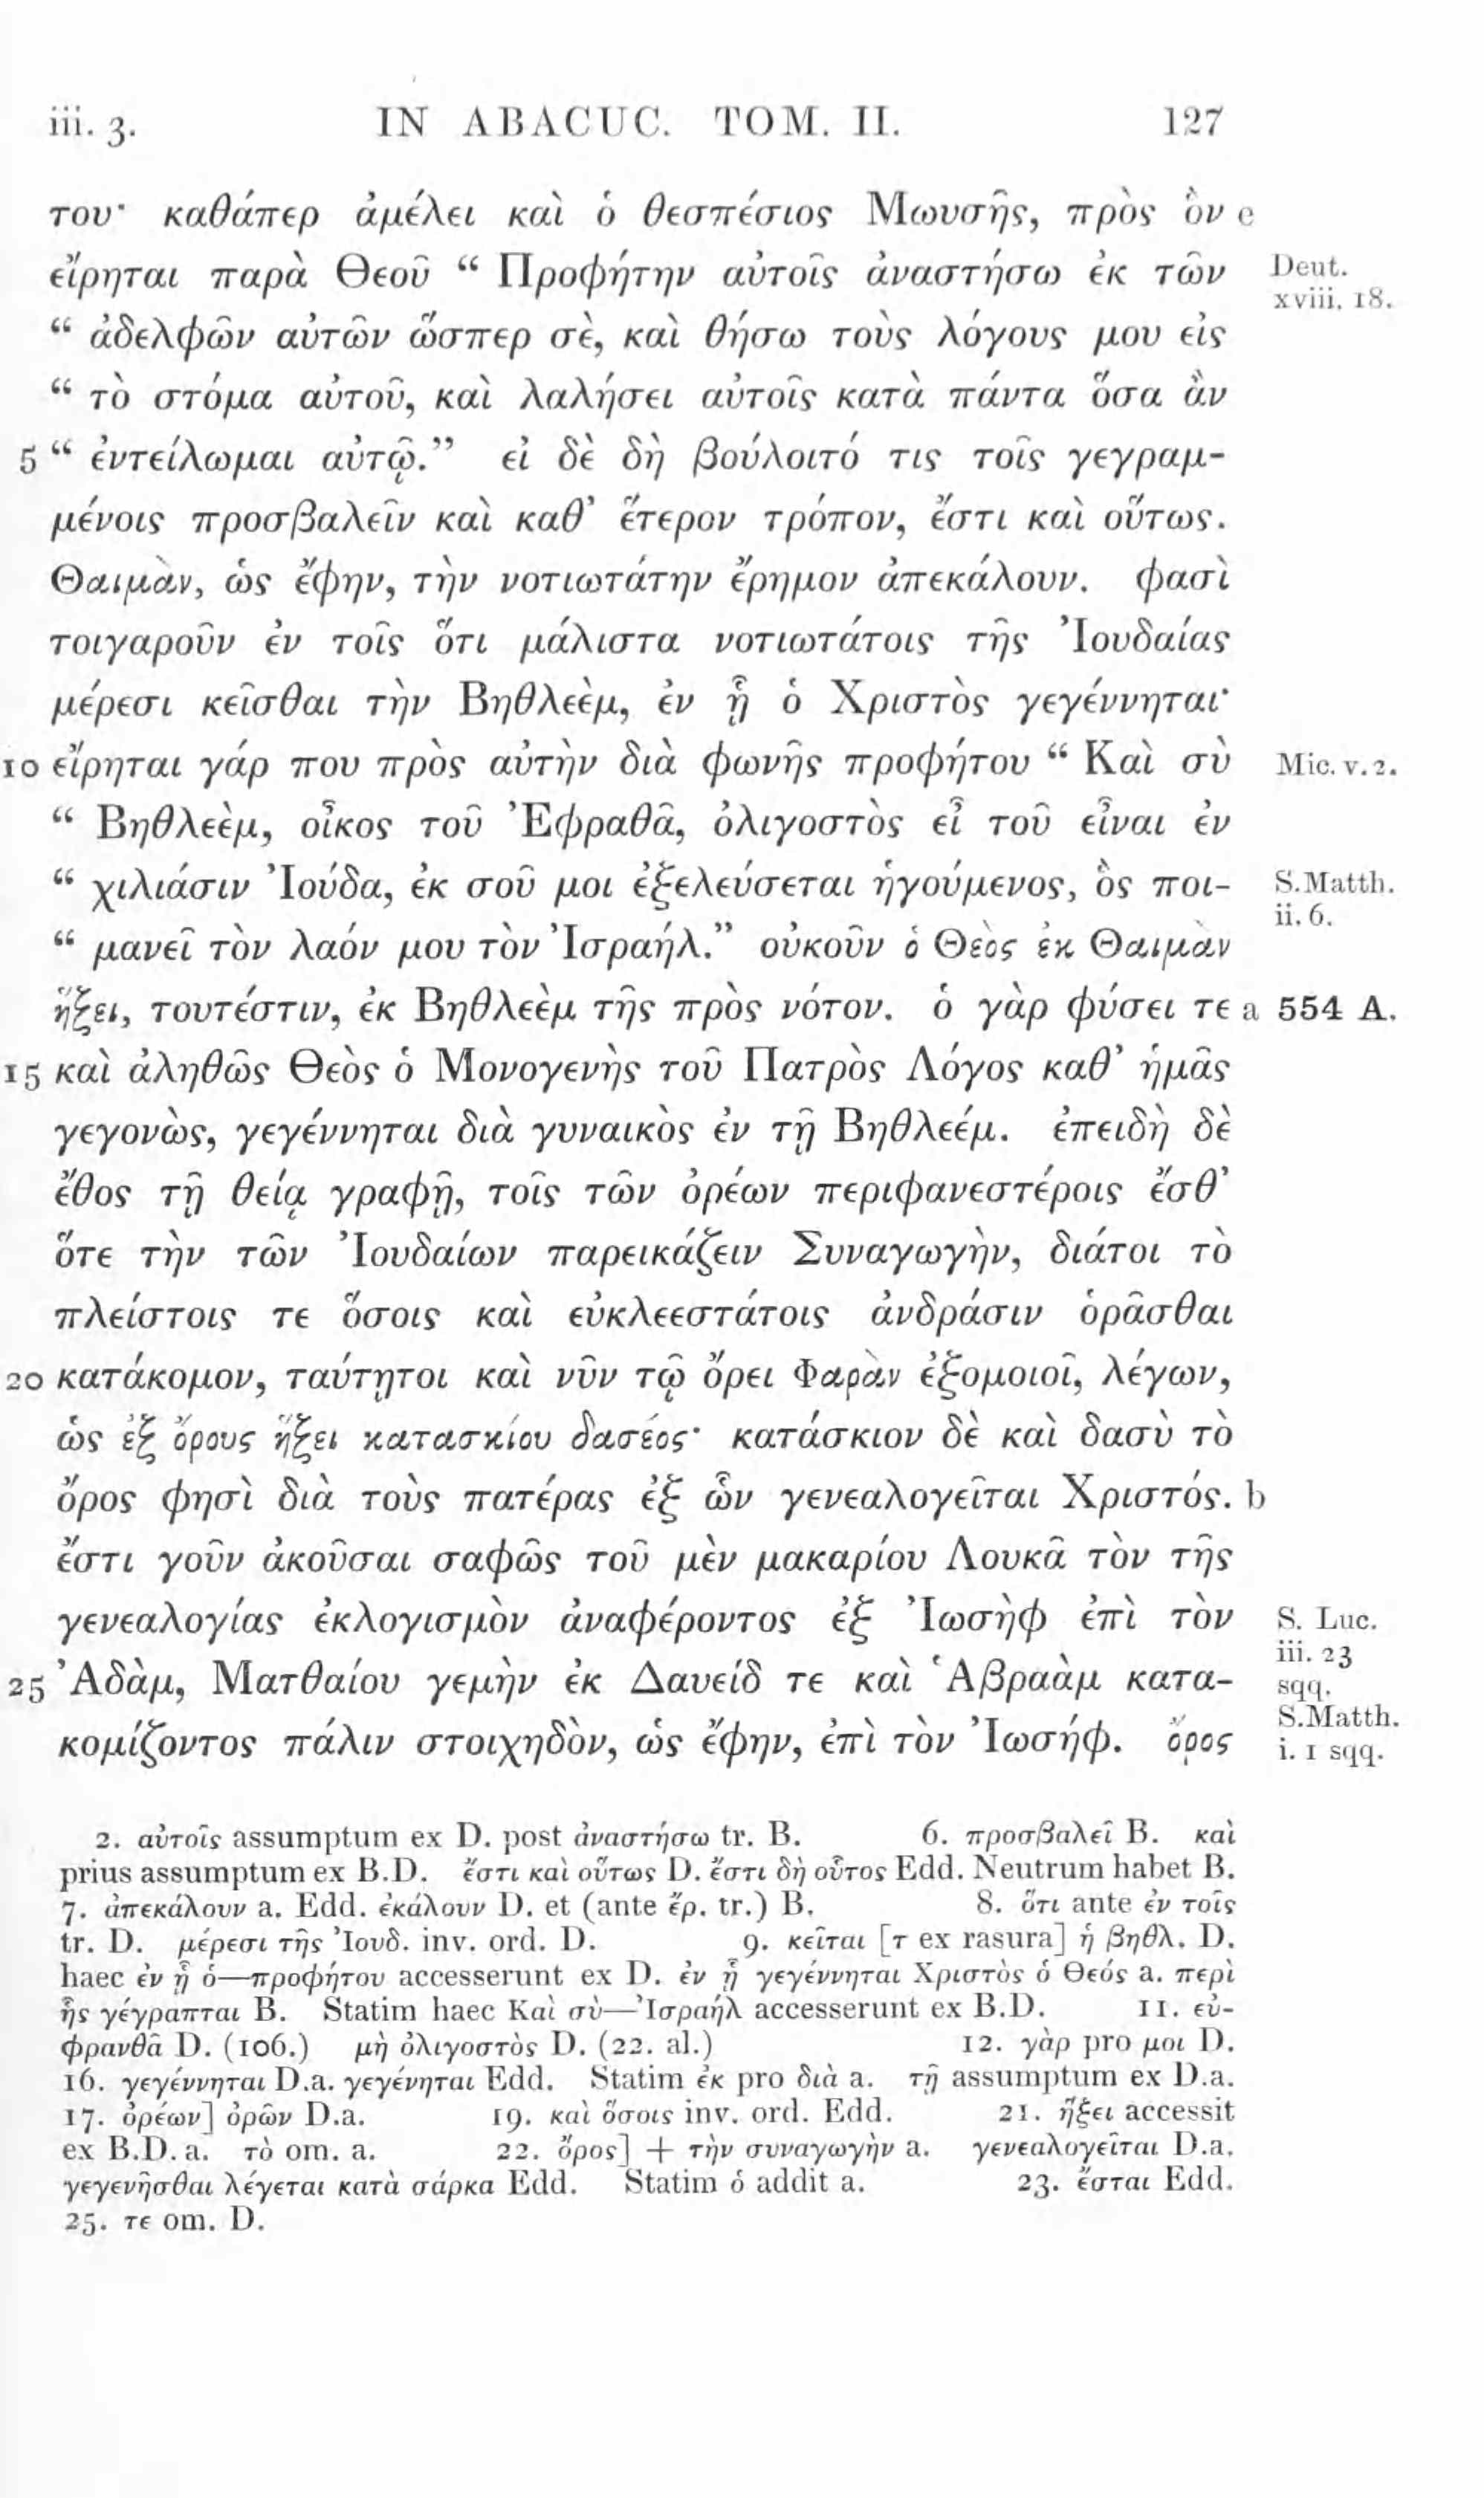 iii. 3. IN ABACUC. TOM. II. 127
του· καθάπερ ἀμέλει καὶ ὁ θεσπέσιος Μωυσῆς, πρὸς ὃν e
εἴρηται παρὰ Θεοῦ “ Προφήτην αὐτοῖς ἀναστήσω ἐκ τῶν Deut. xviii. 18.
“ ἀδελφῶν αὐτῶν ὥσπερ σὲ, καὶ θήσω τοὺς λόγους μου εἰς
“ τὸ στόμα αὐτοῦ, καὶ λαλήσει αὐτοῖς κατὰ πάντα ὅσα ἂν
5 “ ἐντείλωμαι αὐτῷ.” εἰ δὲ δὴ βούλοιτό τις τοῖς γεγραμ-
μένοις προσβαλεῖν καὶ καθ’ ἕτερον τρόπον, ἔστι καὶ οὕτως.
Θαιμὰν, ὡς ἔφην, τὴν νοτιωτάτην ἔρημον ἀπεκάλουν. φασὶ
τοιγαροῦν ἐν τοῖς ὅτι μάλιστα νοτιωτάτοις τῆς Ἰουδαίας
μέρεσι κεῖσθαι τὴν Βηθλεὲμ, ἐν ᾗ ὁ Χριστὸς γεγέννηται·
10 εἴρηται γάρ που πρὸς αὐτὴν διὰ φωνῆς προφήτου “ Καὶ σὺ Mic. v. 2.
“ Βηθλεὲμ, οἶκος τοῦ Ἐφραθᾶ, ὀλιγοστὸς εἶ τοῦ εἶναι ἐν
“ χιλιάσιν Ἰούδα, ἐκ σοῦ μοι ἐξελεύσεται ἡγούμενος, ὃς ποι- S.Matth. ii. 6.
“ μανεῖ τὸν λαόν μου τὸν Ἰσραήλ.” οὐκοῦν ὁ Θεὸς ἐκ Θαιμὰν
ἥξει, τουτέστιν, ἐκ Βηθλεὲμ τῆς πρὸς νότον. ὁ γὰρ φύσει τε a 554 A.
15 καὶ ἀληθῶς Θεὸς ὁ Μονογενὴς τοῦ Πατρὸς Λόγος καθ’ ἡμᾶς
γεγονὼς, γεγέννηται διὰ γυναικὸς ἐν τῇ Βηθλεέμ. ἐπειδὴ δὲ
ἔθος τῇ θείᾳ γραφῇ, τοῖς τῶν ὀρέων περιφανεστέροις ἔσθ’
ὅτε τὴν τῶν Ἰουδαίων παρεικάζειν Συναγωγὴν, διάτοι τὸ
πλείστοις τε ὅσοις καὶ εὐκλεεστάτοις ἀνδράσιν ὁρᾶσθαι
20 κατάκομον, ταύτῃτοι καὶ νῦν τῷ ὄρει Φαρὰν ἐξομοιοῖ, λέγων,
ὡς ἐξ ὄρους ἥξει κατασκίου δασέος· κατάσκιον δὲ καὶ δασὺ τὸ
ὄρος φησὶ διὰ τοὺς πατέρας ἐξ ὧν γενεαλογεῖται Χριστός. b
ἔστι γοῦν ἀκοῦσαι σαφῶς τοῦ μὲν μακαρίου Λουκᾶ τὸν τῆς
γενεαλογίας ἐκλογισμὸν ἀναφέροντος ἐξ Ἰωσὴφ ἐπὶ τὸν S. Luc. iii. 23
25 Ἀδὰμ, Ματθαίου γεμὴν ἐκ Δαυείδ τε καὶ Ἁβραὰμ κατα- sqq.
κομίζοντος πάλιν στοιχηδὸν, ὡς ἔφην, ἐπὶ τὸν Ἰωσήφ. ὄρος S.Matth. i. 1 sqq.
2. αὐτοῖς assumptum ex D. post ἀναστήσω tr. B. 6. προσβαλεῖ B. καὶ
prius assumptum ex B.D. ἔστι καὶ οὕτως D. ἔστι δὴ οὗτος Edd. Neutrum habet B.
7. ἀπεκάλουν a. Edd. ἐκάλουν D. et (ante ἔρ. tr.) B. 8. ὅτι ante ἐν τοῖς
tr. D. μέρεσι τῆς Ἰουδ. inv. ord. D. 9. κεῖται [τ ex rasura] ἡ βηθλ. D.
haec ἐν ᾗ ὁ—προφήτου accesserunt ex D. ἐν ᾗ γεγέννηται Χριστὸς ὁ Θεός a. περὶ
ἧς γέγραπται B. Statim haec Καὶ σὺ—Ἰσραήλ accesserunt ex B.D. 11. εὐ-
φρανθᾶ D. (106.) μὴ ὀλιγοστὸς D. (22. al.) 12. γὰρ pro μοι D.
16. γεγέννηται D.a. γεγένηται Edd. Statim ἐκ pro διὰ a. τῇ assumptum ex D.a.
17. ὀρέων] ὀρῶν D.a. 19. καὶ ὅσοις inv. ord. Edd. 21. ἥξει accessit
ex B.D. a. τὸ om. a. 22. ὄρος] + τὴν συναγωγὴν a. γενεαλογεῖται D.a.
γεγενῆσθαι λέγεται κατὰ σάρκα Edd. Statim ὁ addit a. 23. ἔσται Edd.
25. τε om. D.